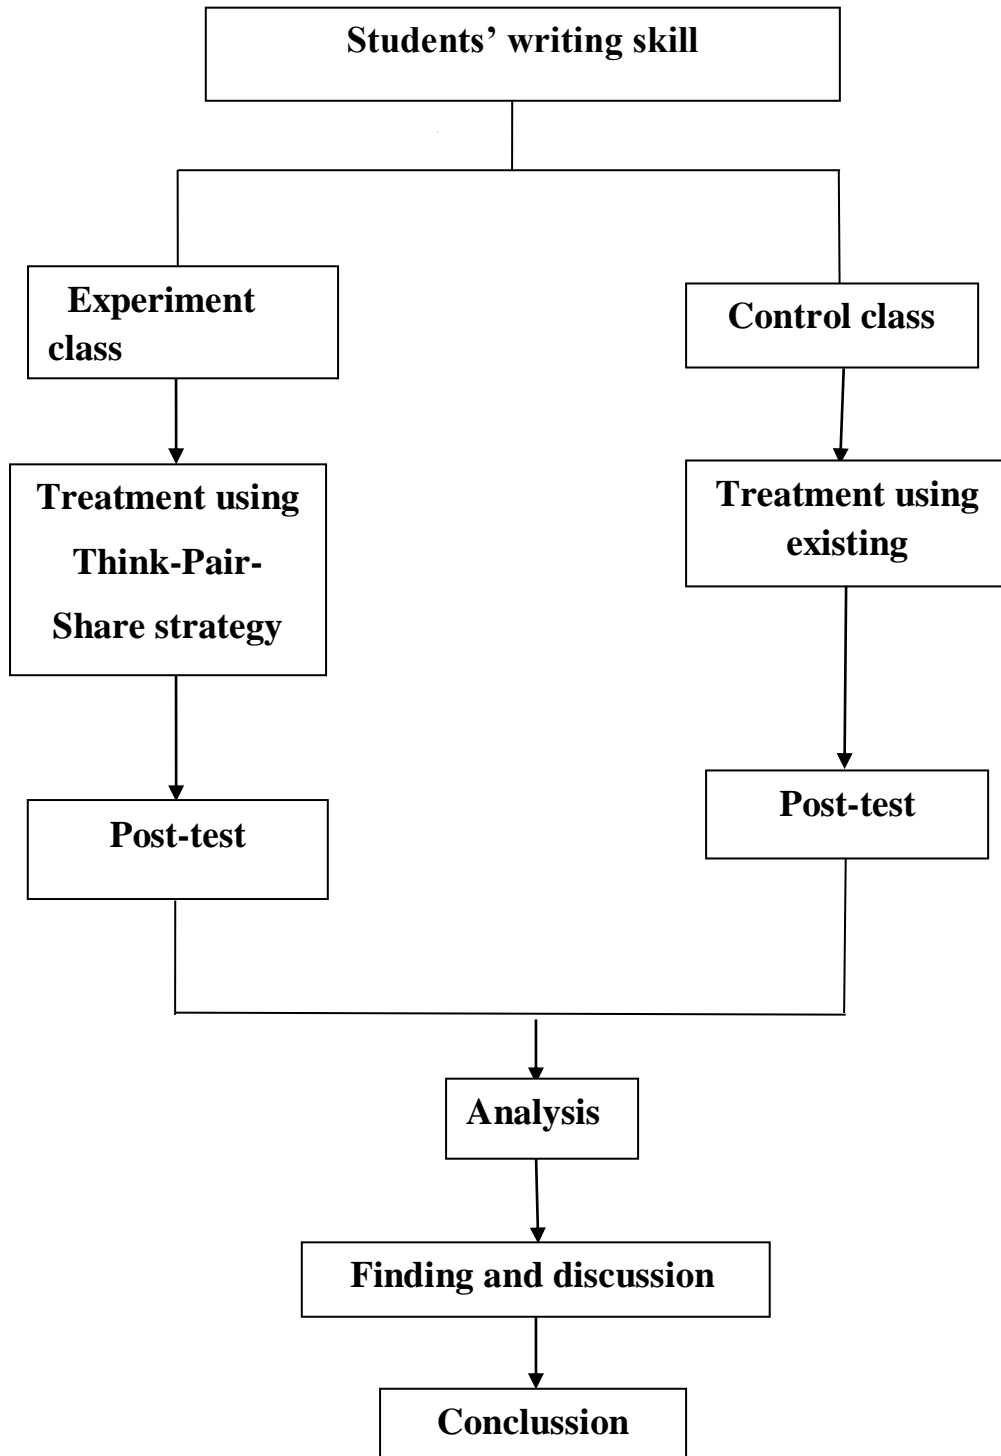 Students’ writing skill
Experiment
class
Control class
Treatment using
Think-Pair-
Share strategy
Treatment using
existing
Post-test
Post-test
Analysis
Finding and discussion
Conclussion